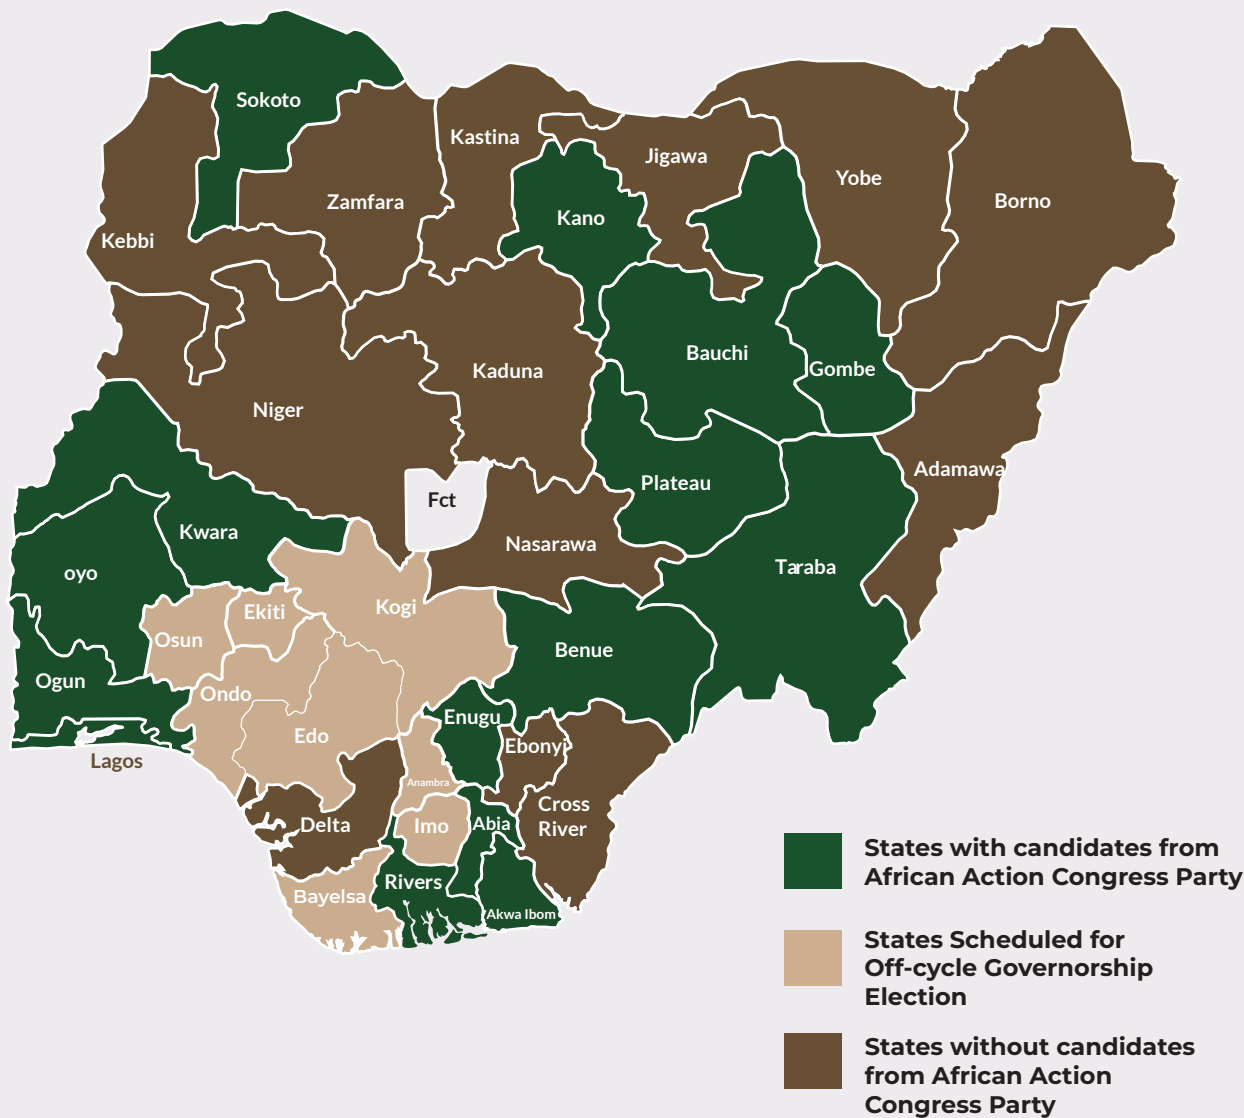 Sokoto
Kastina
Jigawa
Yobe
Borno
Zamfara
Kano
Kebbi
Bauchi
Gombe
Kaduna
Niger
Adamawa
Plateau
Fct
Kwara
Nasarawa
Taraba
oyo
Kogi
Ekiti
Osun
Benue
Ogun
Ondo
Enugu
Edo
Ebonyi
Lagos
Anambra
Cross
River
Delta
Imo
Abia
Rivers
Bayelsa
Akwa Ibom
States with candidates from
African Action Congress Party
States Scheduled for
Off-cycle Governorship
Election
States without candidates
from African Action
Congress Party